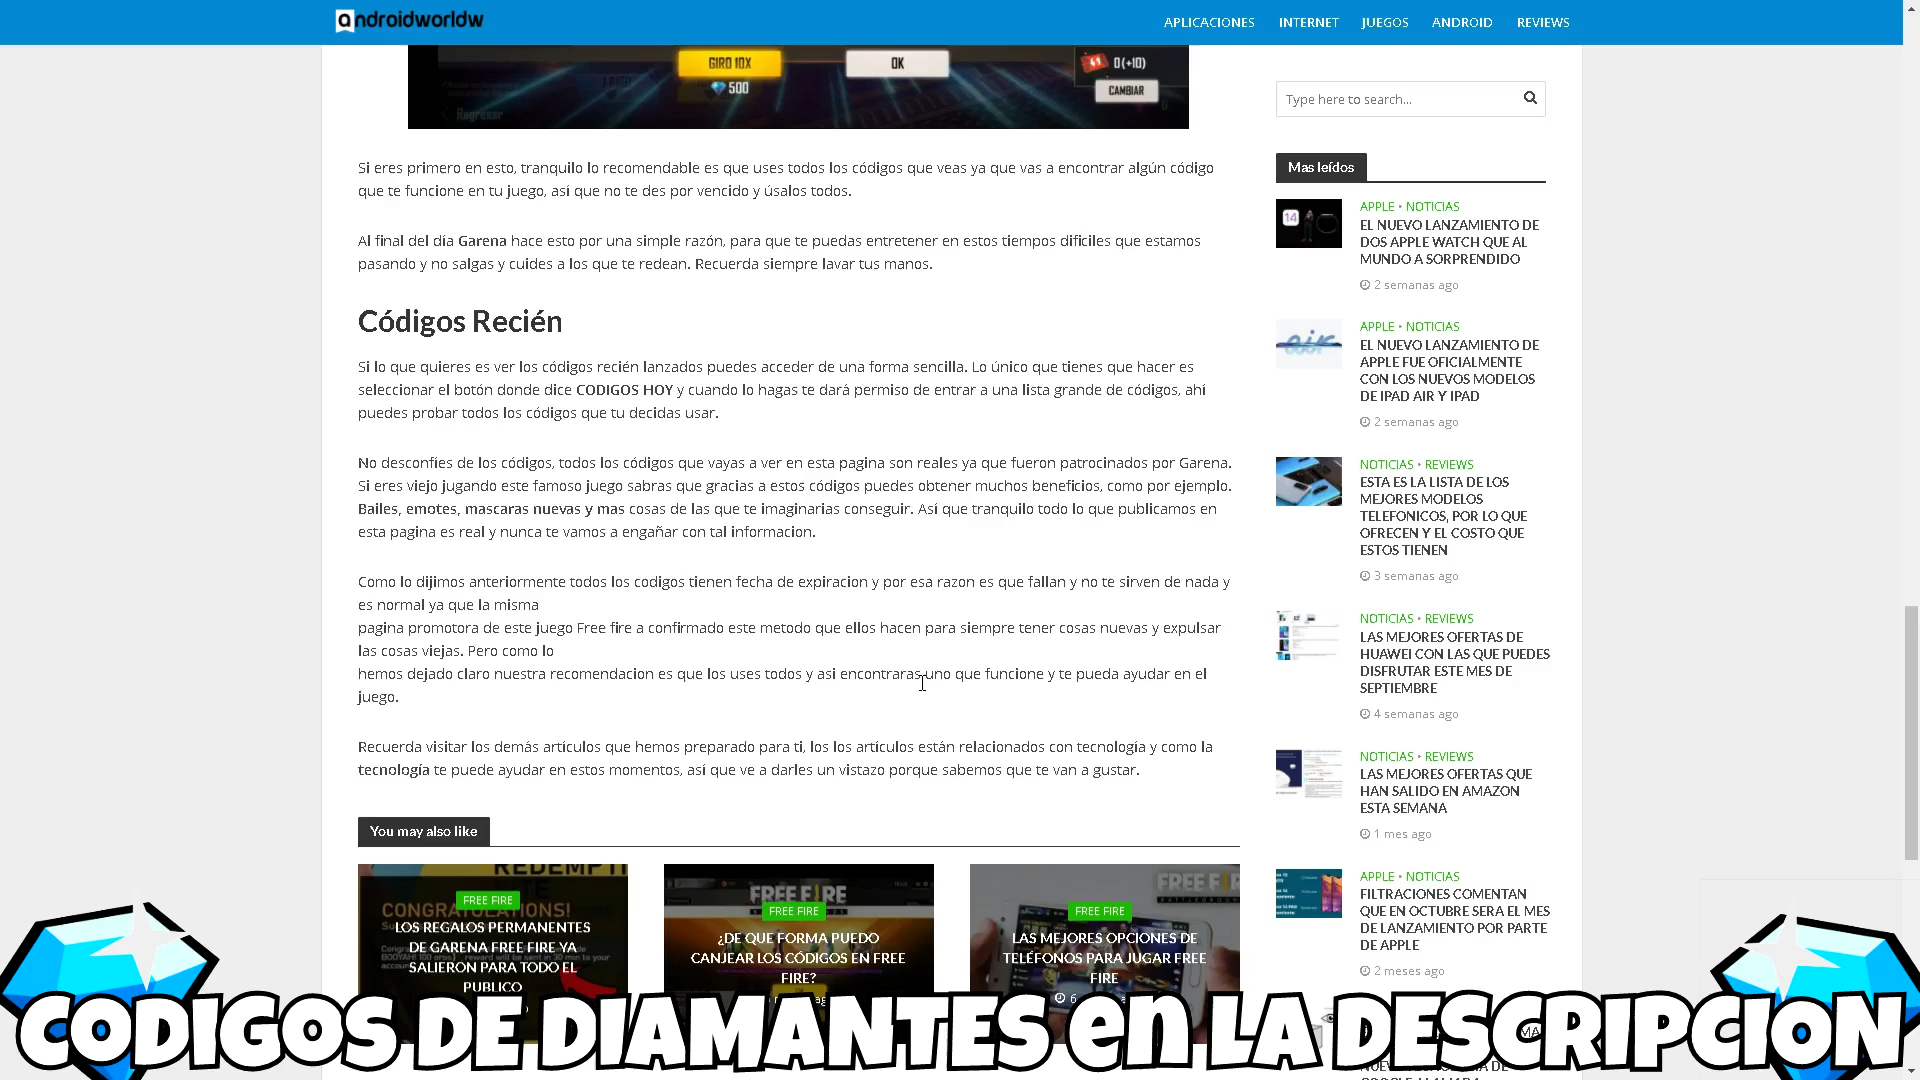 androidworldw
APLICACIONES
INTERNET
JUEGOS
ANDROID
REVIEWS
GIRO 10X
OK
0(+10)
500
CAMBIAR
Regresar
Type here to search...
Si eres primero en esto, tranquilo lo recomendable es que uses todos los códigos que veas ya que vas a encontrar algún código
que te funcione en tu juego, así que no te des por vencido y úsalos todos.
Al final del día Garena hace esto por una simple razón, para que te puedas entretener en estos tiempos dificiles que estamos
pasando y no salgas y cuides a los que te redean. Recuerda siempre lavar tus manos.
Códigos Recién
Si lo que quieres es ver los códigos recién lanzados puedes acceder de una forma sencilla. Lo único que tienes que hacer es
seleccionar el botón donde dice CODIGOS HOY y cuando lo hagas te dará permiso de entrar a una lista grande de códigos, ahí
puedes probar todos los códigos que tu decidas usar.
No desconfíes de los códigos, todos los códigos que vayas a ver en esta pagina son reales ya que fueron patrocinados por Garena.
Si eres viejo jugando este famoso juego sabras que gracias a estos códigos puedes obtener muchos beneficios, como por ejemplo.
Bailes, emotes, mascaras nuevas y mas cosas de las que te imaginarias conseguir. Así que tranquilo todo lo que publicamos en
esta pagina es real y nunca te vamos a engañar con tal informacion.
Como lo dijimos anteriormente todos los codigos tienen fecha de expiracion y por esa razon es que fallan y no te sirven de nada y
es normal ya que la misma
pagina promotora de este juego Free fire a confirmado este metodo que ellos hacen para siempre tener cosas nuevas y expulsar
las cosas viejas. Pero como lo
hemos dejado claro nuestra recomendacion es que los uses todos y asi encontraras uno que funcione y te pueda ayudar en el
juego.
Recuerda visitar los demás artículos que hemos preparado para ti, los los artículos están relacionados con tecnología y como la
tecnología te puede ayudar en estos momentos, así que ve a darles un vistazo porque sabemos que te van a gustar.
You may also like
CONGRATULATIONS!
FREE FIRE
LOS REGALOS PERMANENTES
DE GARENA FREE FIRE YA
SALIERON PARA TODO EL
PUBLICO
FREE FIRE
FREE FIRE
¿DE QUE FORMA PUEDO
CANJEAR LOS CÓDIGOS EN FREE
FIRE?
FREE FIRE
FREE FIRE
LAS MEJORES OPCIONES DE
TELÉFONOS PARA JUGAR FREE
FIRE
Mas leídos
14
APPLE • NOTICIAS
EL NUEVO LANZAMIENTO DE
DOS APPLE WATCH QUE AL
MUNDO A SORPRENDIDO
2 semanas ago
air
APPLE • NOTICIAS
EL NUEVO LANZAMIENTO DE
APPLE FUE OFICIALMENTE
CON LOS NUEVOS MODELOS
DE IPAD AIR Y IPAD
2 semanas ago
NOTICIAS • REVIEWS
ESTA ES LA LISTA DE LOS
MEJORES MODELOS
TELEFONICOS, POR LO QUE
OFRECEN Y EL COSTO QUE
ESTOS TIENEN
3 semanas ago
NOTICIAS • REVIEWS
LAS MEJORES OFERTAS DE
HUAWEI CON LAS QUE PUEDES
DISFRUTAR ESTE MES DE
SEPTIEMBRE
4 semanas ago
NOTICIAS • REVIEWS
LAS MEJORES OFERTAS QUE
HAN SALIDO EN AMAZON
ESTA SEMANA
1 mes ago
APPLE • NOTICIAS
FILTRACIONES COMENTAN
QUE EN OCTUBRE SERA EL MES
DE LANZAMIENTO POR PARTE
DE APPLE
2 meses ago
CODIGOS DE DIAMANTES en LA DESCRIPCION